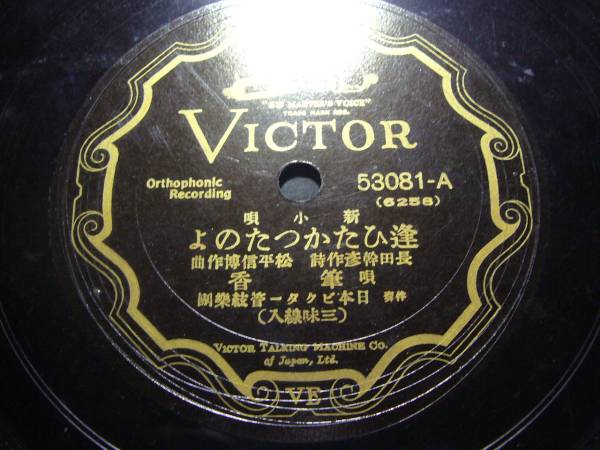 "HIS MASTER'S VOICE"
TRADE MARK REG.
VICTOR
Orthophonic
Recording
53081-A
(6258)
新小唄
逢ひたかつたのよ
長田幹彦作詩 松平信博作曲
唄 筆香
伴奏 日本ビクター管絃樂團
(三味線入)
VICTOR TALKING MACHINE CO.
of Japan, Ltd.
VE